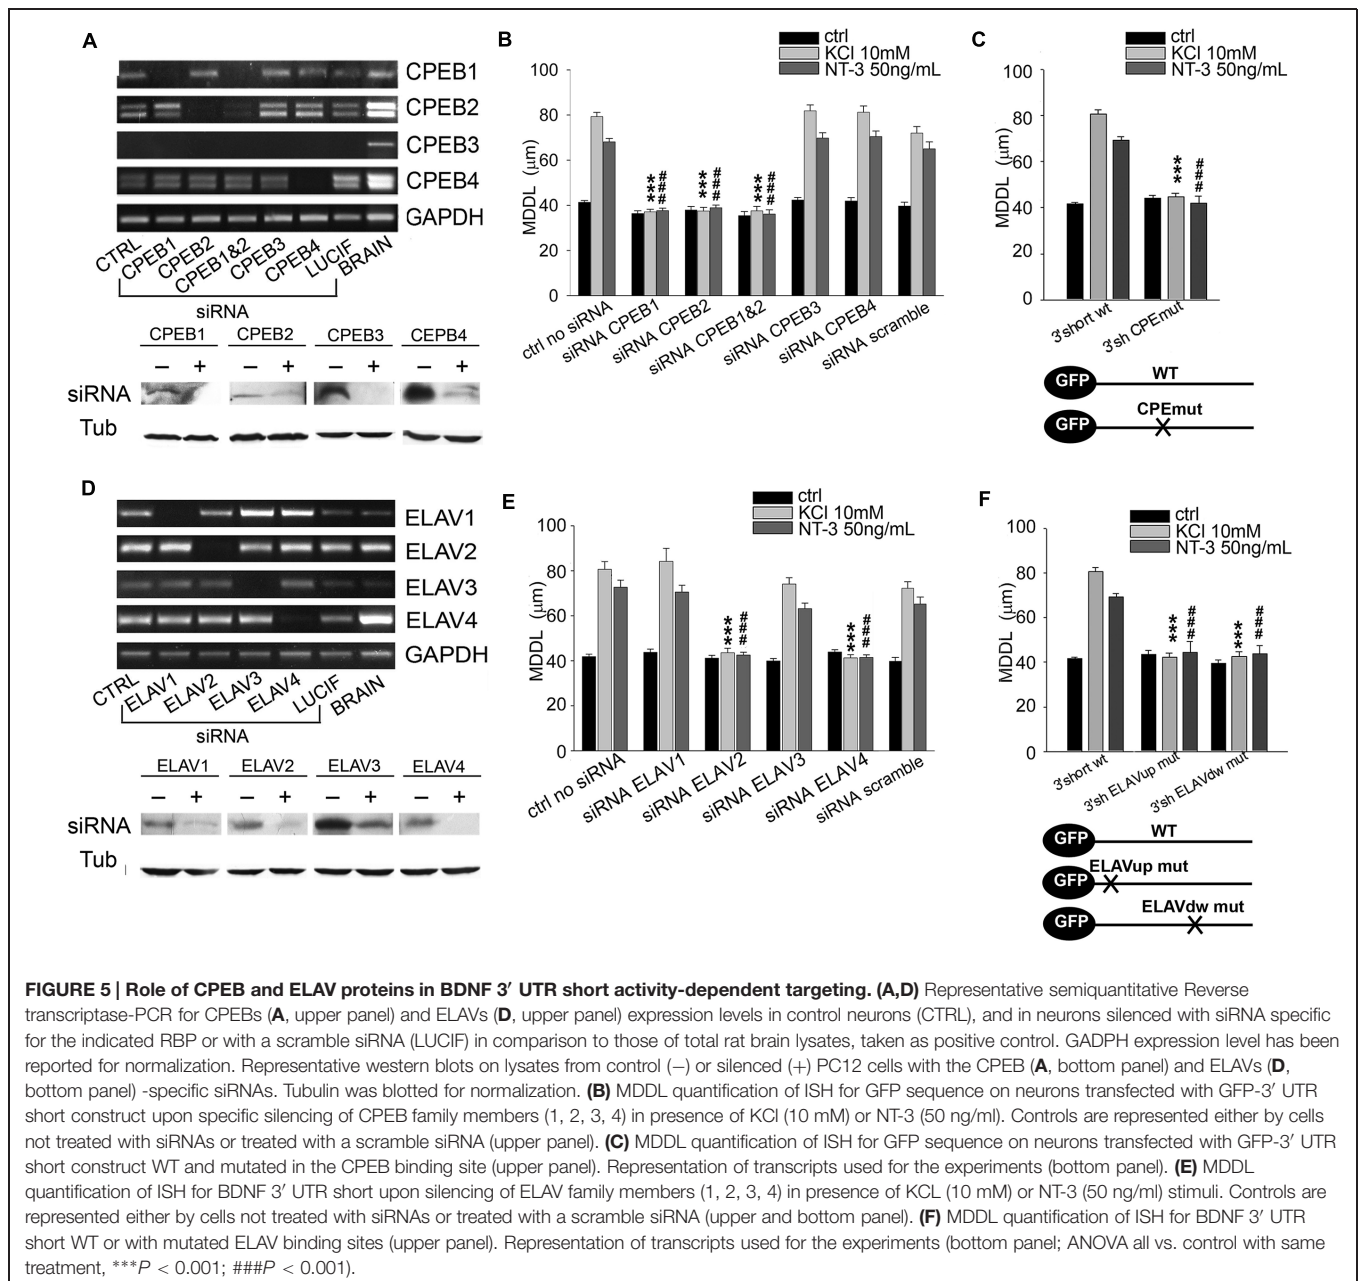 A
CPEB1
CPEB2
CPEB3
CPEB4
GAPDH
CTRL CPEB1 CPEB2 CPEB1&2 CPEB3 CPEB4 LUCIF BRAIN
siRNA
CPEB1 CPEB2 CPEB3 CEPB4
– + – + – + – +
siRNA
Tub
B
ctrl
KCl 10mM
NT-3 50ng/mL
MDDL (μm)
100
80
60
40
20
0
*** ### *** ### *** ###
ctrl no siRNA siRNA CPEB1 siRNA CPEB2 siRNA CPEB1&2 siRNA CPEB3 siRNA CPEB4 siRNA scramble
C
ctrl
KCl 10mM
NT-3 50ng/mL
MDDL (μm)
100
80
60
40
20
0
*** ###
3'short wt 3'sh CPEmut
GFP WT
GFP CPEmut
D
ELAV1
ELAV2
ELAV3
ELAV4
GAPDH
CTRL ELAV1 ELAV2 ELAV3 ELAV4 LUCIF BRAIN
siRNA
ELAV1 ELAV2 ELAV3 ELAV4
– + – + – + – +
siRNA
Tub
E
ctrl
KCl 10mM
NT-3 50ng/mL
MDDL (μm)
100
80
60
40
20
0
*** ### *** ###
ctrl no siRNA siRNA ELAV1 siRNA ELAV2 siRNA ELAV3 siRNA ELAV4 siRNA scramble
F
ctrl
KCl 10mM
NT-3 50ng/mL
MDDL (μm)
100
80
60
40
20
0
*** ### *** ###
3'short wt 3'sh ELAVup mut 3'sh ELAVdw mut
GFP WT
GFP ELAVup mut
GFP ELAVdw mut
FIGURE 5 | Role of CPEB and ELAV proteins in BDNF 3′ UTR short activity-dependent targeting. (A,D) Representative semiquantitative Reverse
transcriptase-PCR for CPEBs (A, upper panel) and ELAVs (D, upper panel) expression levels in control neurons (CTRL), and in neurons silenced with siRNA specific
for the indicated RBP or with a scramble siRNA (LUCIF) in comparison to those of total rat brain lysates, taken as positive control. GADPH expression level has been
reported for normalization. Representative western blots on lysates from control (−) or silenced (+) PC12 cells with the CPEB (A, bottom panel) and ELAVs (D,
bottom panel) -specific siRNAs. Tubulin was blotted for normalization. (B) MDDL quantification of ISH for GFP sequence on neurons transfected with GFP-3′ UTR
short construct upon specific silencing of CPEB family members (1, 2, 3, 4) in presence of KCl (10 mM) or NT-3 (50 ng/ml). Controls are represented either by cells
not treated with siRNAs or treated with a scramble siRNA (upper panel). (C) MDDL quantification of ISH for GFP sequence on neurons transfected with GFP-3′ UTR
short construct WT and mutated in the CPEB binding site (upper panel). Representation of transcripts used for the experiments (bottom panel). (E) MDDL
quantification of ISH for BDNF 3′ UTR short upon silencing of ELAV family members (1, 2, 3, 4) in presence of KCL (10 mM) or NT-3 (50 ng/ml) stimuli. Controls are
represented either by cells not treated with siRNAs or treated with a scramble siRNA (upper and bottom panel). (F) MDDL quantification of ISH for BDNF 3′ UTR
short WT or with mutated ELAV binding sites (upper panel). Representation of transcripts used for the experiments (bottom panel; ANOVA all vs. control with same
treatment, ***P < 0.001; ###P < 0.001).